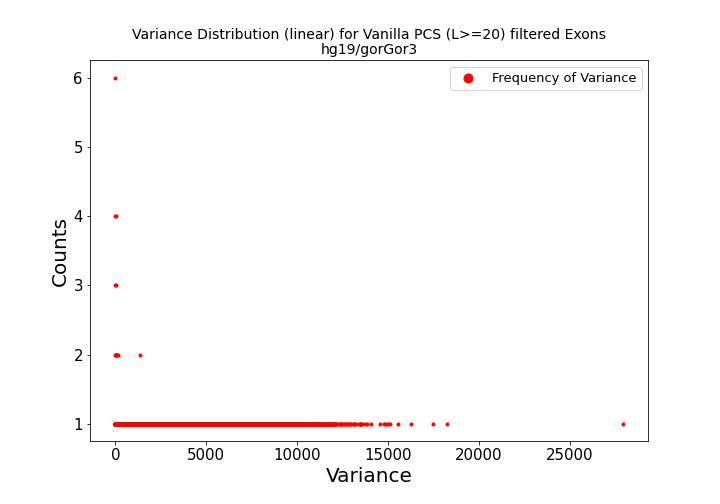 Variance Distribution (linear) for Vanilla PCS (L>=20) filtered Exons
hg19/gorGor3
Frequency of Variance
6
5
4
3
2
1
Counts
0
5000
10000
15000
20000
25000
Variance